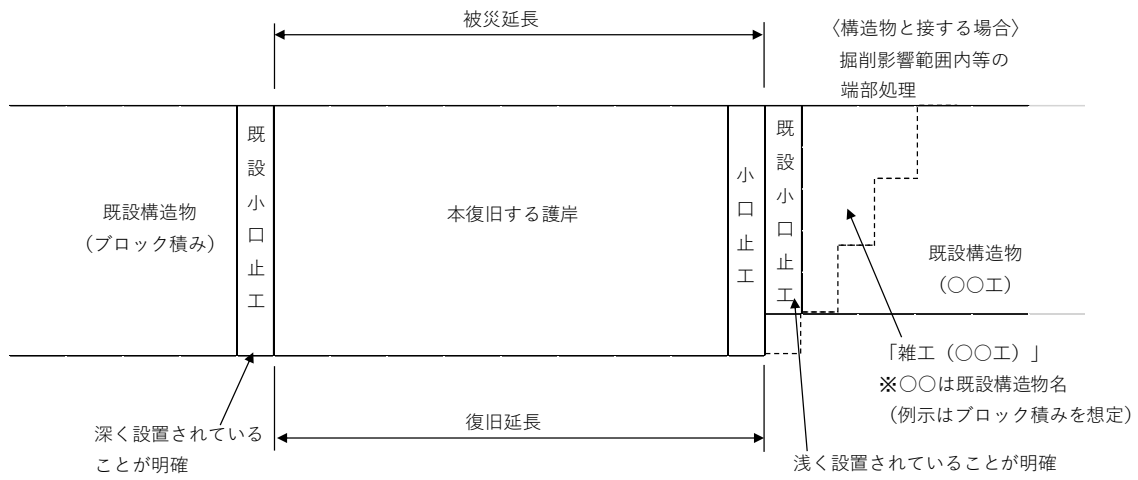 被災延長
〈構造物と接する場合〉
掘削影響範囲内等の
端部処理
既設小口止工
既設構造物
（ブロック積み）
本復旧する護岸
小口止工
既設小口止工
既設構造物
（○○工）
「雑工（○○工）」
※○○は既設構造物名
（例示はブロック積みを想定）
復旧延長
深く設置されている
ことが明確
浅く設置されていることが明確